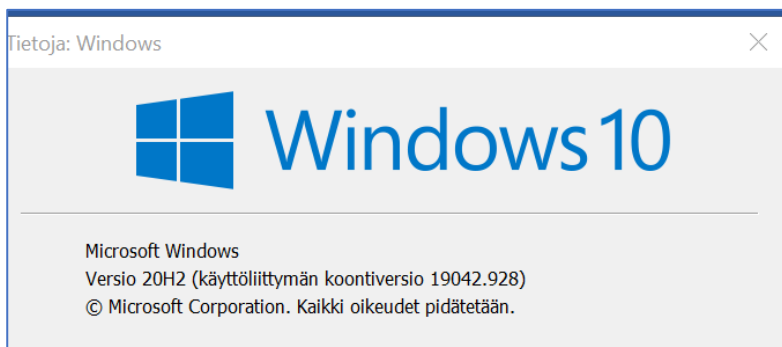 Tietoja: Windows
Windows 10
Microsoft Windows
Versio 20H2 (käyttöliittymän koontiversio 19042.928)
© Microsoft Corporation. Kaikki oikeudet pidätetään.